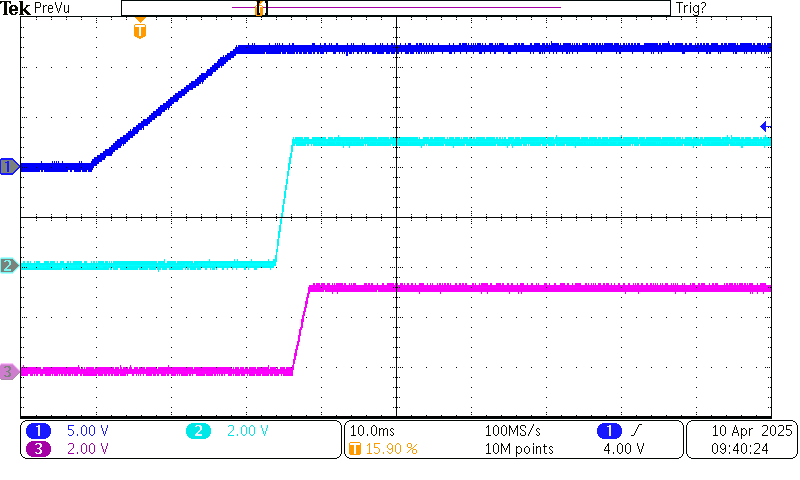 Tek PreVu Trig?
T
T
1
2
3
1 5.00 V 2 2.00 V 10.0ms 100MS/s 1 10 Apr 2025
3 2.00 V T 15.90 % 10M points 4.00 V 09:40:24